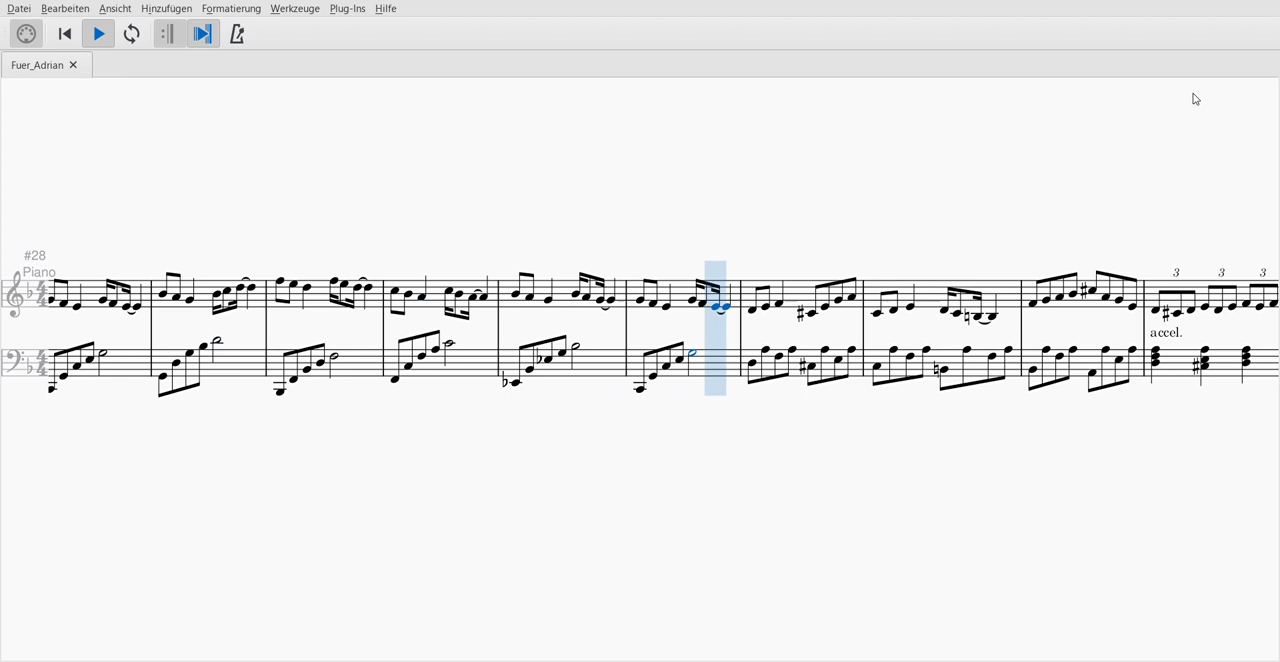 Datei Bearbeiten Ansicht Hinzufügen Formatierung Werkzeuge Plug-Ins Hilfe
Fuer_Adrian
#28
Piano
3 3 3
accel.